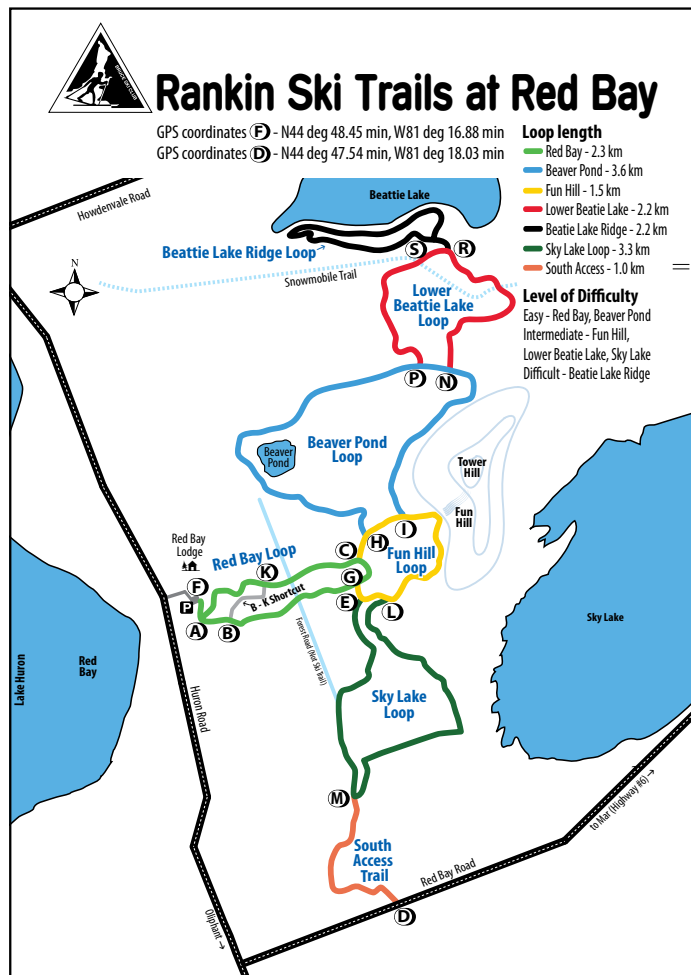 Rankin Ski Trails at Red Bay
GPS coordinates F - N44 deg 48.45 min, W81 deg 16.88 min
GPS coordinates D - N44 deg 47.54 min, W81 deg 18.03 min
Loop length
Red Bay - 2.3 km
Beaver Pond - 3.6 km
Fun Hill - 1.5 km
Lower Beatie Lake - 2.2 km
Beatie Lake Ridge - 2.2 km
Sky Lake Loop - 3.3 km
South Access - 1.0 km
Level of Difficulty
Easy - Red Bay, Beaver Pond
Intermediate - Fun Hill,
Lower Beatie Lake, Sky Lake
Difficult - Beatie Lake Ridge
Howdenvale Road
Beattie Lake
Beattie Lake Ridge Loop→
S
R
N
Snowmobile Trail
Lower
Beattie Lake
Loop
P
N
Beaver Pond
Loop
Beaver
Pond
Tower
Hill
Fun
Hill
I
H
C
Fun Hill
Loop
Red Bay
Lodge
Red Bay Loop
K
F
P
G
B - K Shortcut
E
L
A
B
Forest Road (Not Ski Trail)
Sky Lake
Lake Huron
Red
Bay
Huron Road
Sky Lake
Loop
M
to Mar (Highway #6) →
South
Access
Trail
Red Bay Road
D
Oliphant →